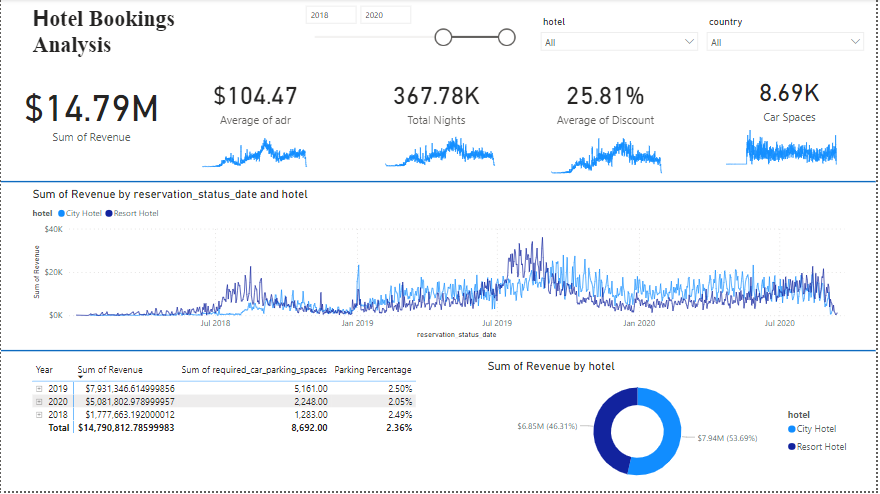 Hotel Bookings
Analysis
2018 2020
hotel
All
country
All
$14.79M
Sum of Revenue
$104.47
Average of adr
367.78K
Total Nights
25.81%
Average of Discount
8.69K
Car Spaces
Sum of Revenue by reservation_status_date and hotel
hotel City Hotel Resort Hotel
Sum of Revenue
$40K
$20K
$0K
Jul 2018 Jan 2019 Jul 2019 Jan 2020 Jul 2020
reservation_status_date
Year Sum of Revenue Sum of required_car_parking_spaces Parking Percentage
2019 $7,931,346.614999856 5,161.00 2.50%
2020 $5,081,802.978999957 2,248.00 2.05%
2018 $1,777,663.192000012 1,283.00 2.49%
Total $14,790,812.78599983 8,692.00 2.36%
Sum of Revenue by hotel
$6.85M (46.31%)
$7.94M (53.69%)
hotel
City Hotel
Resort Hotel